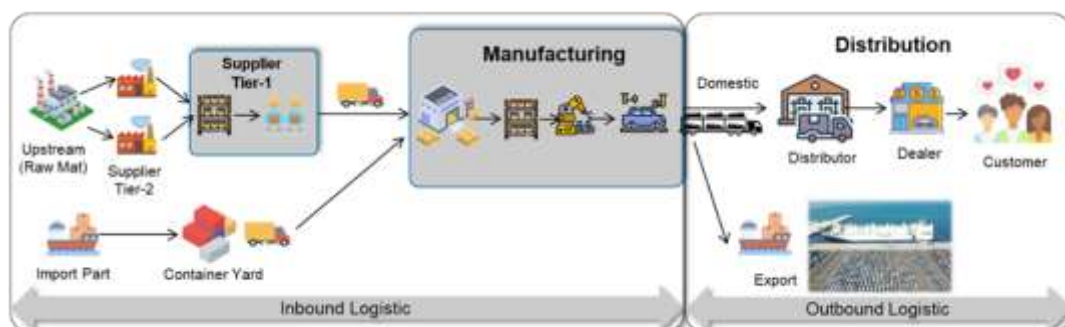 Supplier
Tier-1
Manufacturing
Distribution
Domestic
Upstream
(Raw Mat)
Supplier
Tier-2
Distributor
Dealer
Customer
Import Part
Container Yard
Export
Inbound Logistic
Outbound Logistic